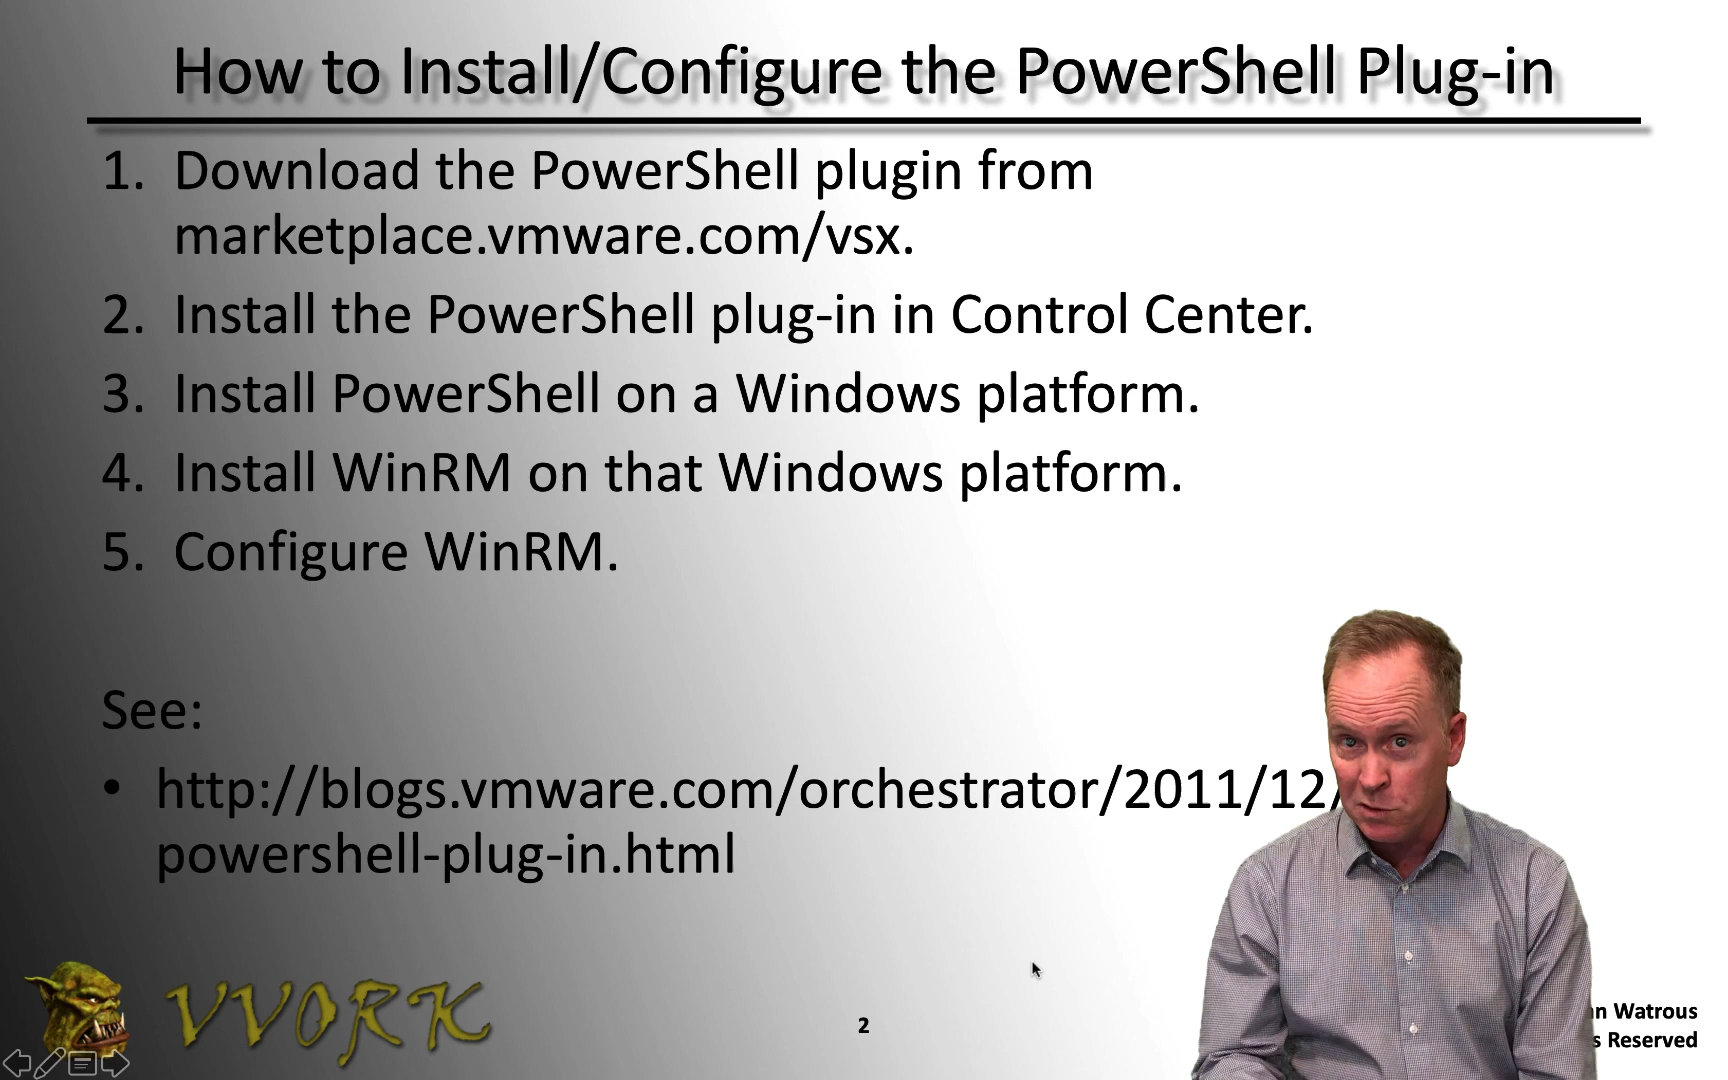 How to Install/Configure the PowerShell Plug-in
1. Download the PowerShell plugin from
marketplace.vmware.com/vsx.
2. Install the PowerShell plug-in in Control Center.
3. Install PowerShell on a Windows platform.
4. Install WinRM on that Windows platform.
5. Configure WinRM.
See:
• http://blogs.vmware.com/orchestrator/2011/12/
powershell-plug-in.html
VVORK
2
Watrous
Reserved